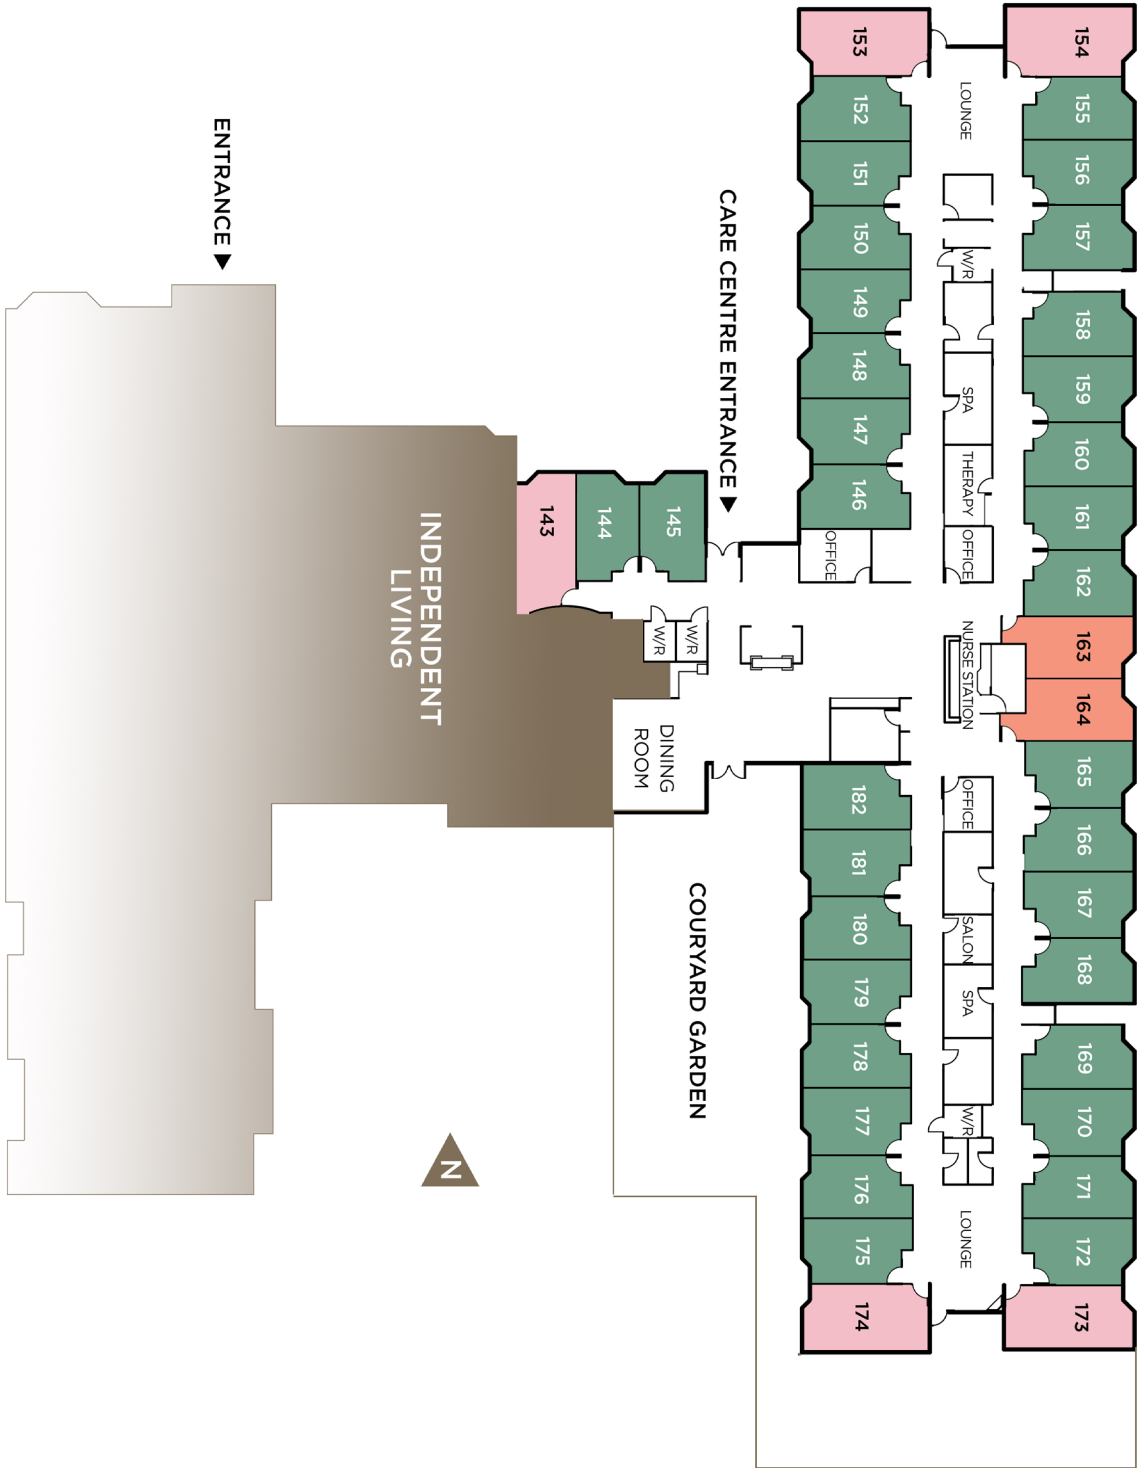 153
154
152
LOUNGE
155
151
156
150
W/R
157
149
158
148
SPA
159
147
THERAPY
160
146
161
OFFICE
OFFICE
162
ENTRANCE
CARE CENTRE ENTRANCE
143
144
145
INDEPENDENT
LIVING
W/R
W/R
NURSE STATION
163
164
DINING
ROOM
182
OFFICE
165
181
166
COURYARD GARDEN
180
SALON
167
179
SPA
168
178
169
177
W/R
170
176
171
175
LOUNGE
172
174
173
N